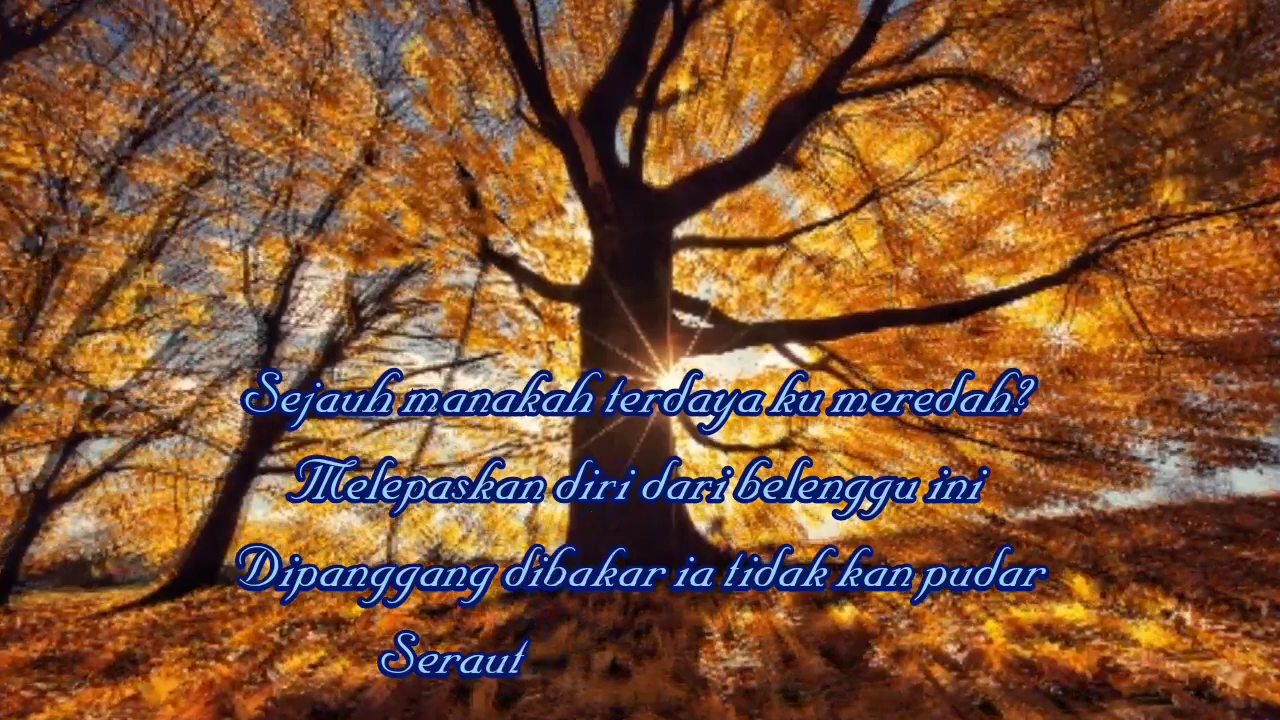 Sejauh manakah terdaya ku meredah?
Melepaskan diri dari belenggu ini
Dipanggang dibakar ia tidak kan pudar
Seraut